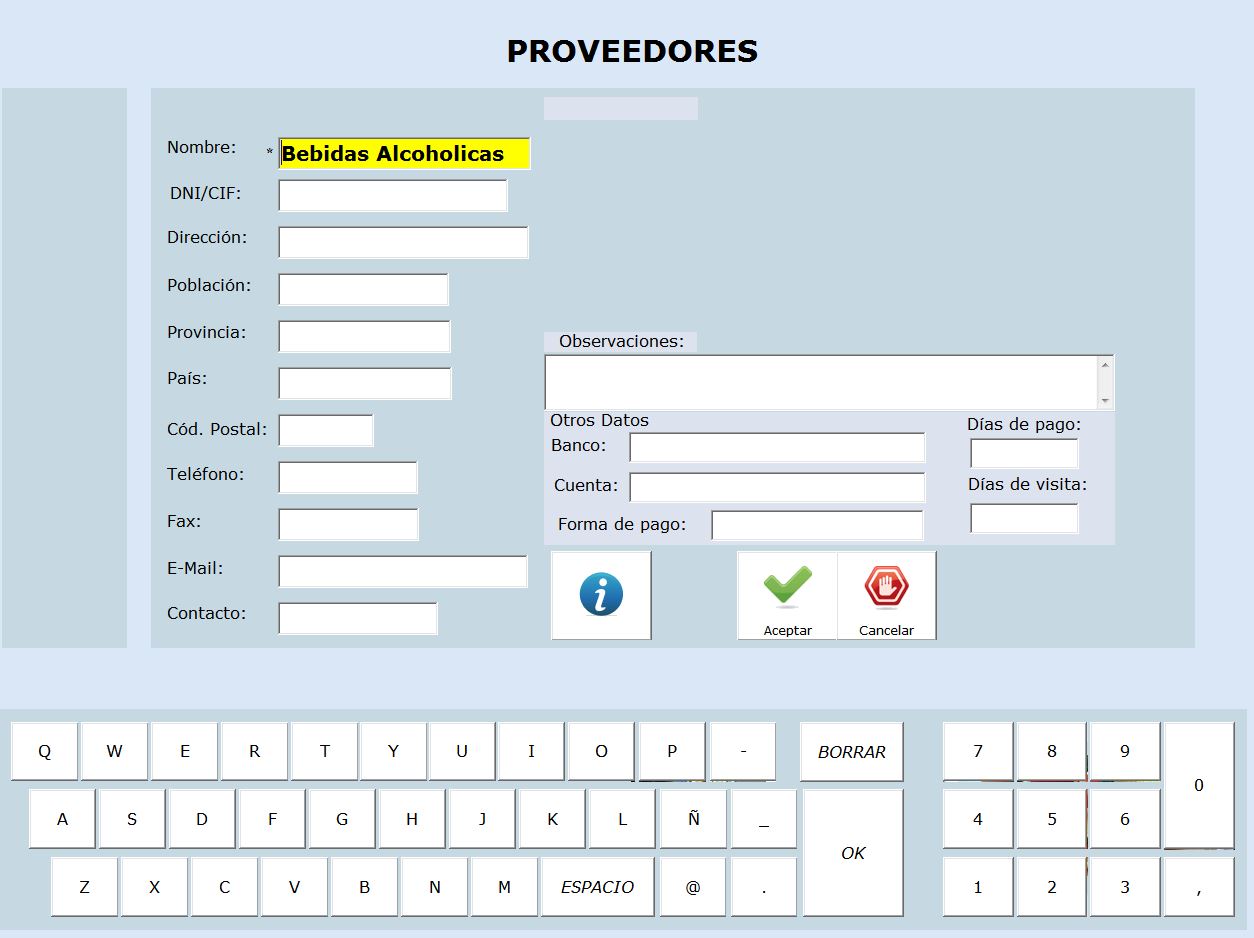 PROVEEDORES
Nombre: * Bebidas Alcoholicas
DNI/CIF:
Dirección:
Población:
Provincia:
País:
Cód. Postal:
Teléfono:
Fax:
E-Mail:
Contacto:
Observaciones:
Otros Datos
Banco:
Cuenta:
Forma de pago:
Días de pago:
Días de visita:
i
Aceptar Cancelar
Q W E R T Y U I O P - BORRAR 7 8 9 0
A S D F G H J K L Ñ _ OK 4 5 6
Z X C V B N M ESPACIO @ . 1 2 3 ,